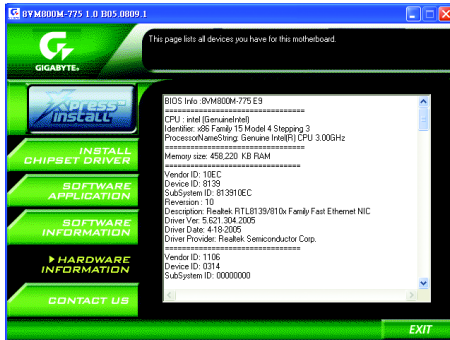 8VM800M-775 1.0 B05.0809.1
G
GIGABYTE™
This page lists all devices you have for this motherboard.
Xpress™
INSTALL
INSTALL
CHIPSET DRIVER
SOFTWARE
APPLICATION
SOFTWARE
INFORMATION
HARDWARE
INFORMATION
CONTACT US
BIOS Info :8VM800M-775 E9
================================
CPU : intel (GenuineIntel)
Identifier: x86 Family 15 Model 4 Stepping 3
ProcessorNameString: Genuine Intel(R) CPU 3.00GHz
================================
Memory size: 458,220 KB RAM
================================
Vendor ID: 10EC
Device ID: 8139
SubSystem ID: 813910EC
Reversion : 10
Description: Realtek RTL8139/810x Family Fast Ethernet NIC
Driver Ver: 5.621.304.2005
Driver Date: 4-18-2005
Driver Provider: Realtek Semiconductor Corp.
================================
Vendor ID: 1106
Device ID: 0314
SubSystem ID: 00000000
EXIT